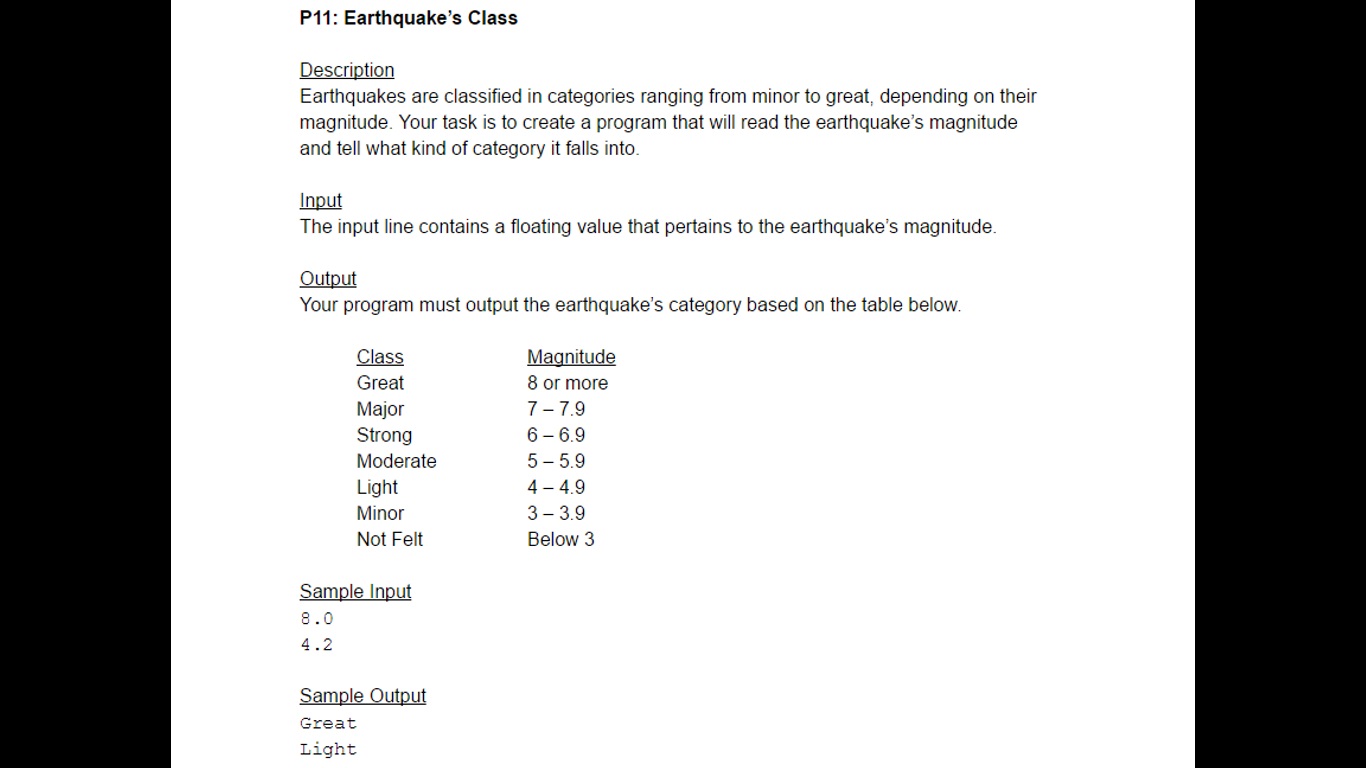 P11: Earthquake’s Class
Description
Earthquakes are classified in categories ranging from minor to great, depending on their
magnitude. Your task is to create a program that will read the earthquake’s magnitude
and tell what kind of category it falls into.
Input
The input line contains a floating value that pertains to the earthquake’s magnitude.
Output
Your program must output the earthquake’s category based on the table below.
Class Magnitude
Great 8 or more
Major 7 – 7.9
Strong 6 – 6.9
Moderate 5 – 5.9
Light 4 – 4.9
Minor 3 – 3.9
Not Felt Below 3
Sample Input
8.0
4.2
Sample Output
Great
Light